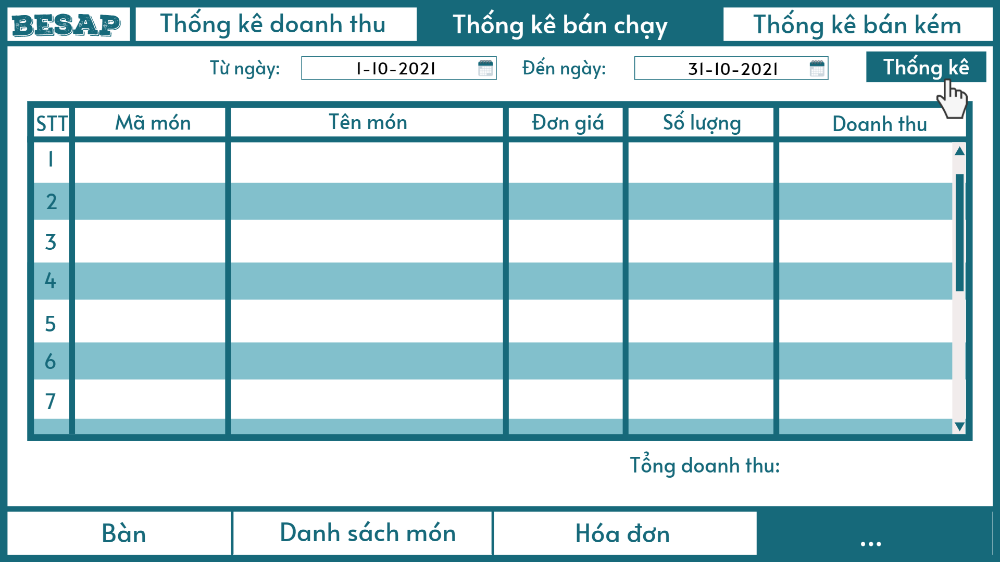 BESAP
Thống kê doanh thu
Thống kê bán chạy
Thống kê bán kém
Từ ngày: 1-10-2021 Đến ngày: 31-10-2021 Thống kê
STT Mã món Tên món Đơn giá Số lượng Doanh thu
1
2
3
4
5
6
7
Tổng doanh thu:
Bàn
Danh sách món
Hóa đơn
...